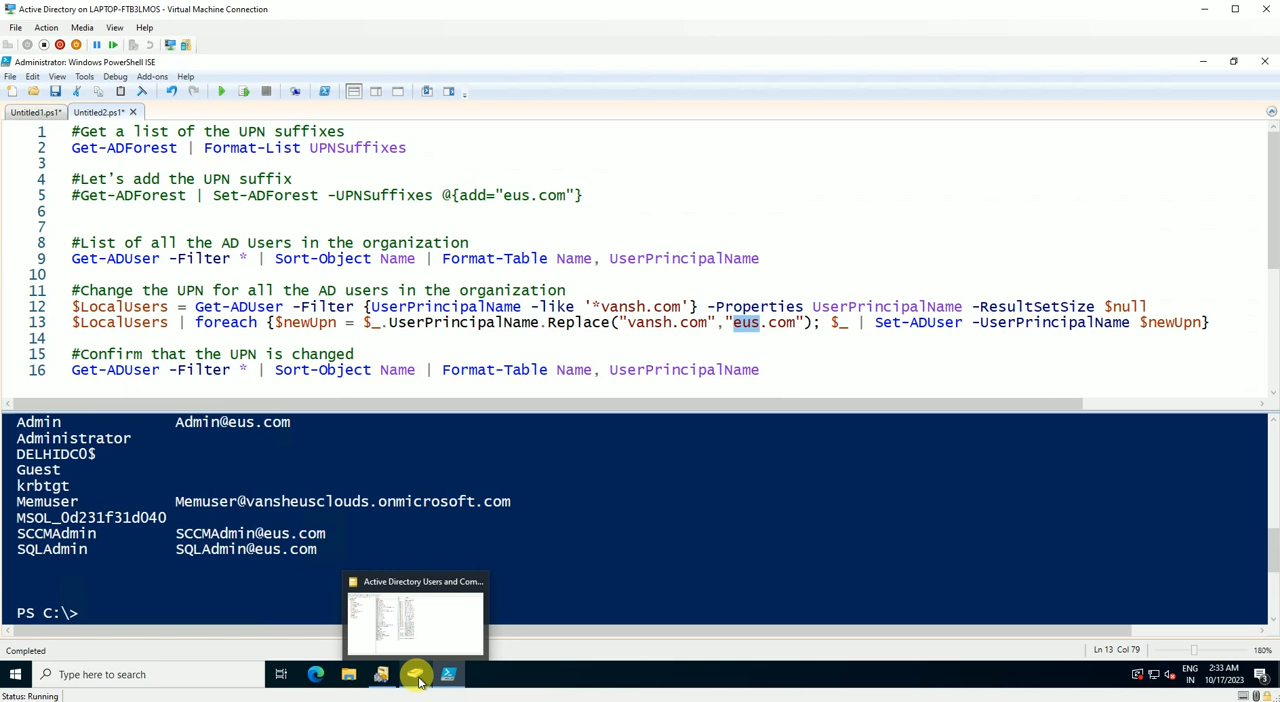 Active Directory on LAPTOP-FTB3LMOS - Virtual Machine Connection
File Action Media View Help
Administrator: Windows PowerShell ISE
File Edit View Tools Debug Add-ons Help
Untitled1.ps1* Untitled2.ps1*
1 #Get a list of the UPN suffixes
2 Get-ADForest | Format-List UPNSuffixes
3
4 #Let's add the UPN suffix
5 #Get-ADForest | Set-ADForest -UPNSuffixes @{add="eus.com"}
6
7
8 #List of all the AD Users in the organization
9 Get-ADUser -Filter * | Sort-Object Name | Format-Table Name, UserPrincipalName
10
11 #Change the UPN for all the AD users in the organization
12 $LocalUsers = Get-ADUser -Filter {UserPrincipalName -like '*vansh.com'} -Properties UserPrincipalName -ResultSetSize $null
13 $LocalUsers | foreach {$newUpn = $_.UserPrincipalName.Replace("vansh.com","eus.com"); $_ | Set-ADUser -UserPrincipalName $newUpn}
14
15 #Confirm that the UPN is changed
16 Get-ADUser -Filter * | Sort-Object Name | Format-Table Name, UserPrincipalName
Admin Admin@eus.com
Administrator
DELHIDC0$
Guest
krbtgt
Memuser Memuser@vansheusclouds.onmicrosoft.com
MSOL_0d231f31d040
SCCMAdmin SCCMAdmin@eus.com
SQLAdmin SQLAdmin@eus.com
Active Directory Users and Com...
PS C:\>
Completed Ln 13 Col 79 180%
Type here to search ENG 2:33 AM
IN 10/17/2023 3
Status: Running